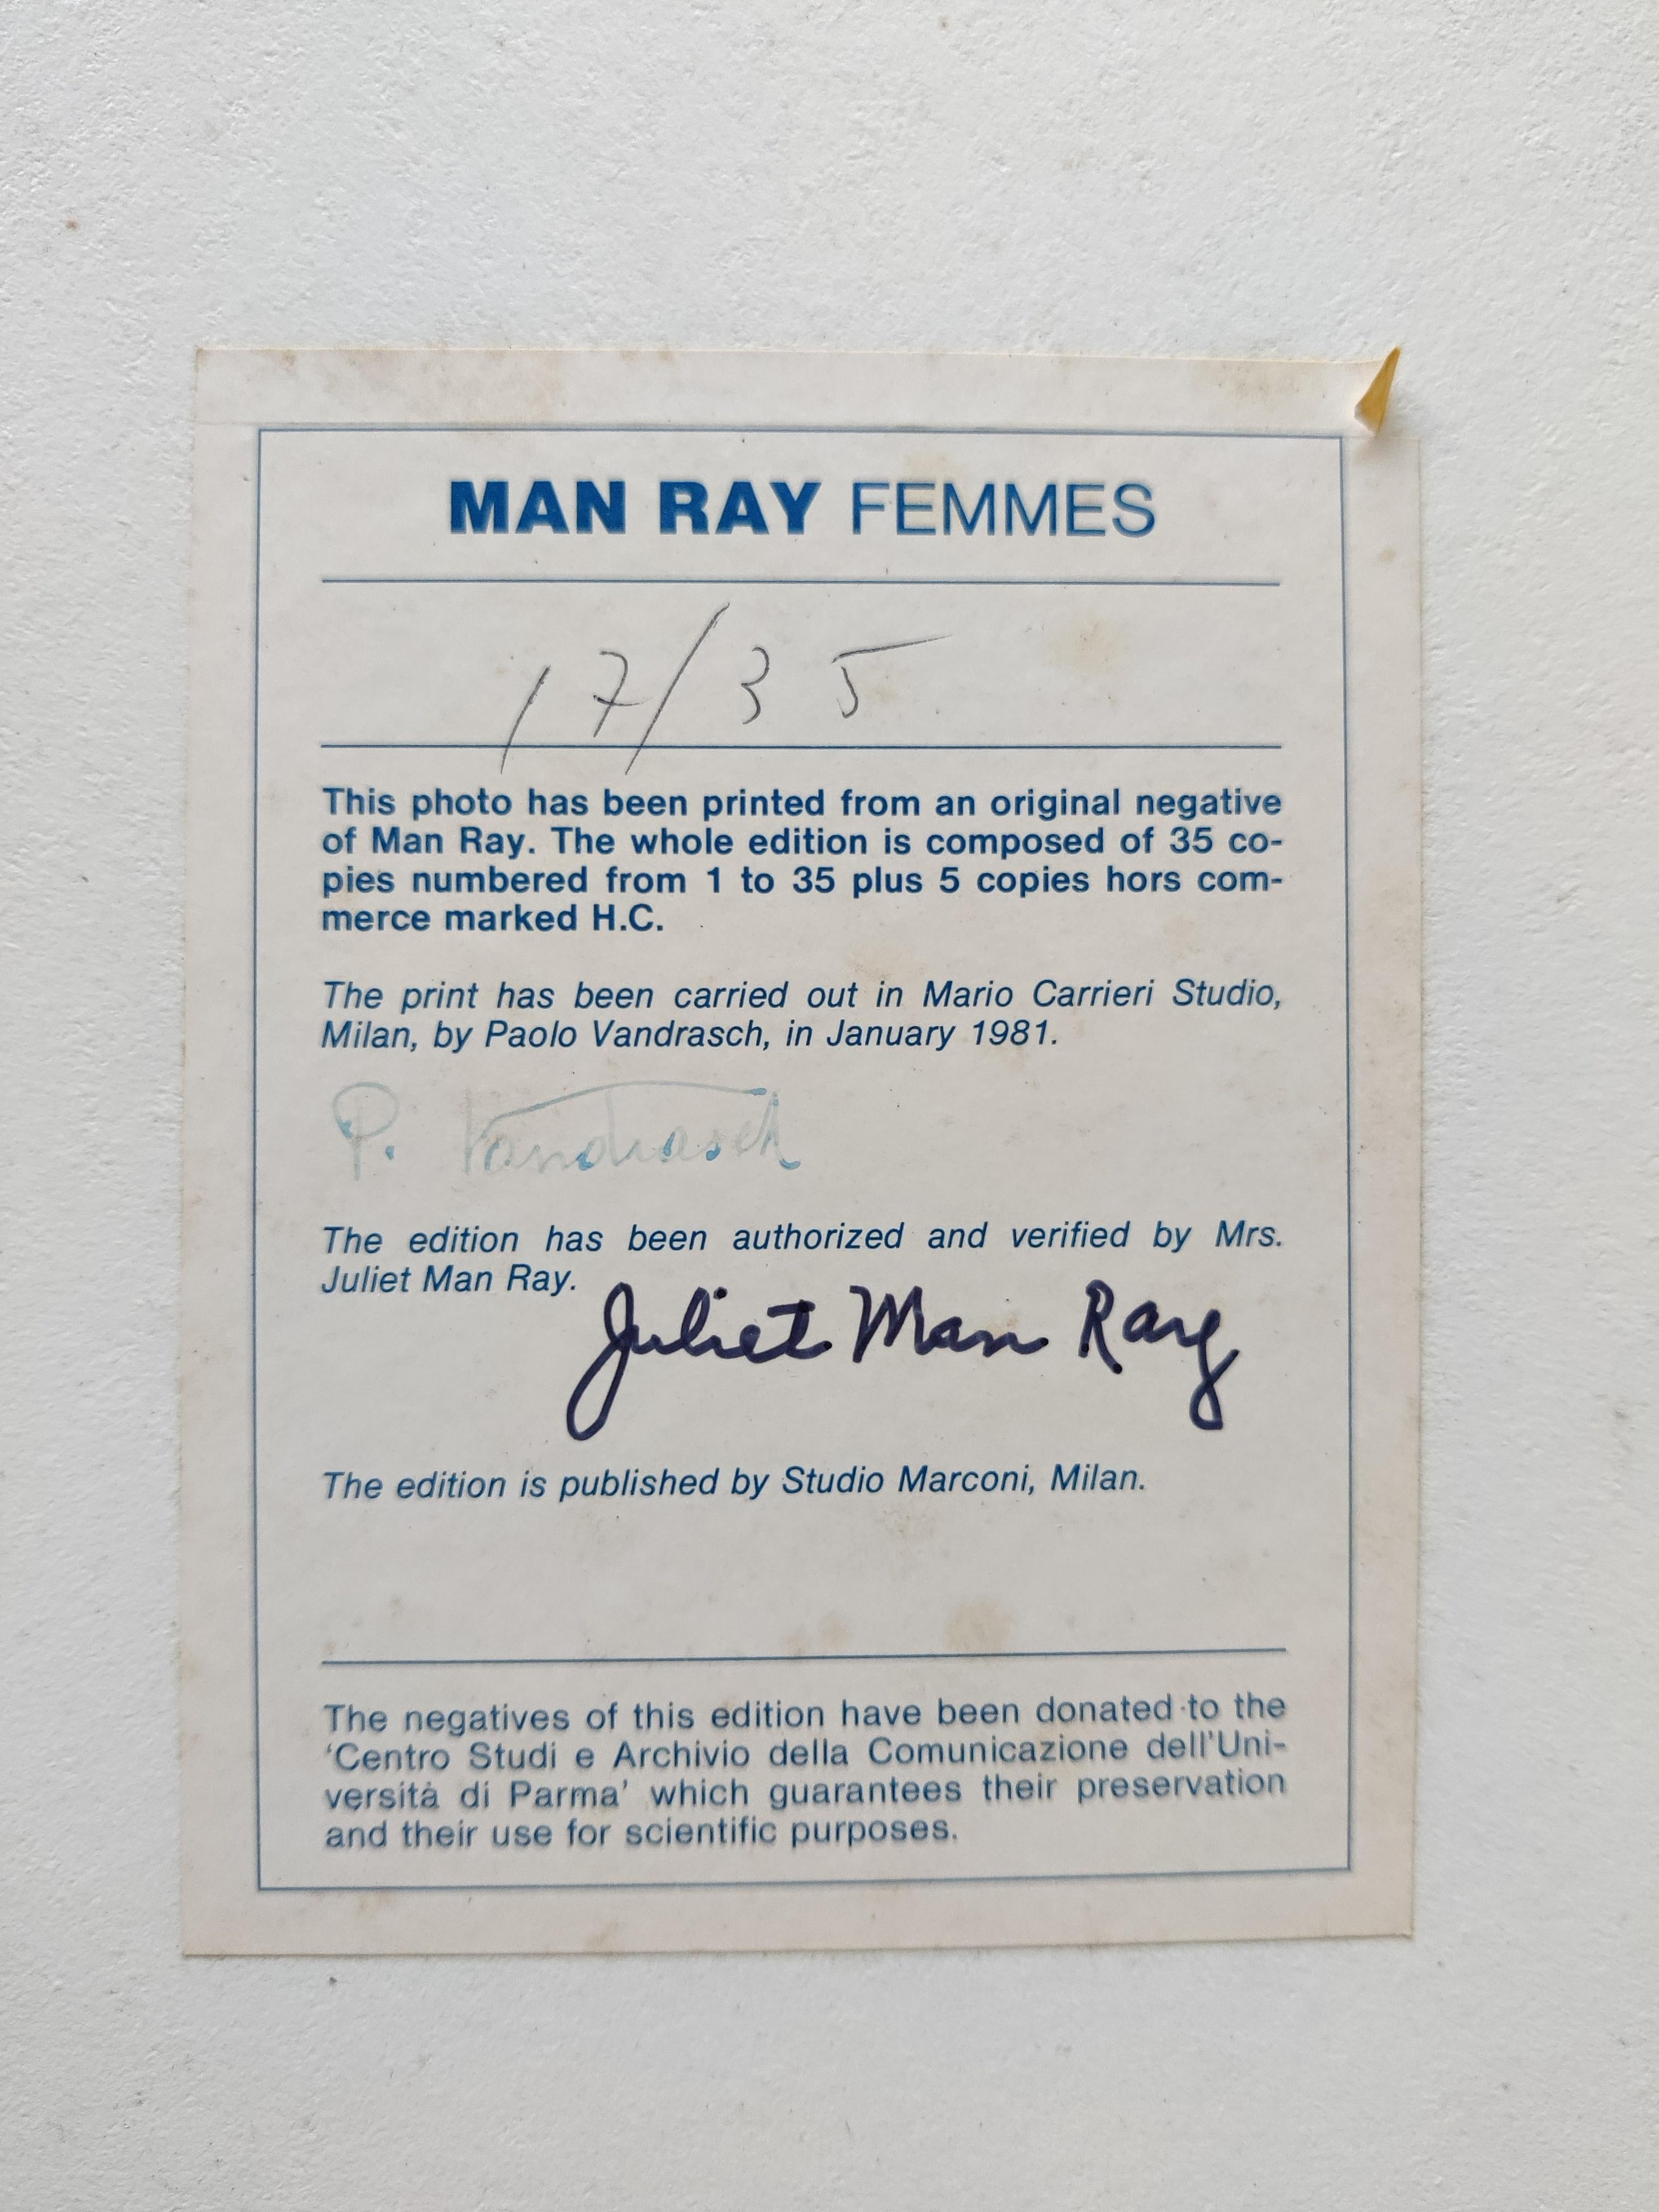 MAN RAY FEMMES
17/35
This photo has been printed from an original negative
of Man Ray. The whole edition is composed of 35 co-
pies numbered from 1 to 35 plus 5 copies hors com-
merce marked H.C.
The print has been carried out in Mario Carrieri Studio,
Milan, by Paolo Vandrasch, in January 1981.
P. Vandrasch
The edition has been authorized and verified by Mrs.
Juliet Man Ray.
Juliet Man Ray
The edition is published by Studio Marconi, Milan.
The negatives of this edition have been donated to the
'Centro Studi e Archivio della Comunicazione dell'Uni-
versità di Parma' which guarantees their preservation
and their use for scientific purposes.